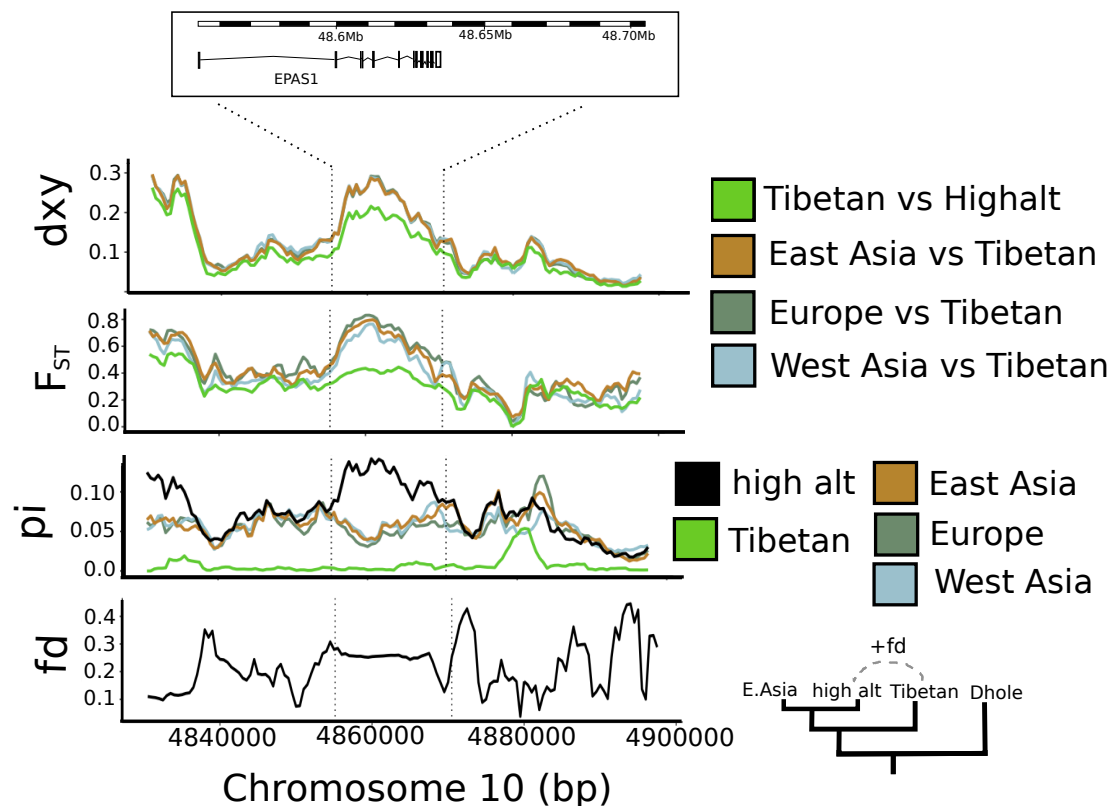 48.6Mb 48.65Mb 48.70Mb
EPAS1
dxy
0.3
0.2
0.1
Tibetan vs Highalt
East Asia vs Tibetan
Europe vs Tibetan
West Asia vs Tibetan
FST
0.8
0.6
0.4
0.2
0.0
pi
0.10
0.05
0.0
high alt
Tibetan
East Asia
Europe
West Asia
fd
0.4
0.3
0.2
0.1
4840000 4860000 4880000 4900000
Chromosome 10 (bp)
+fd
E.Asia high alt Tibetan Dhole